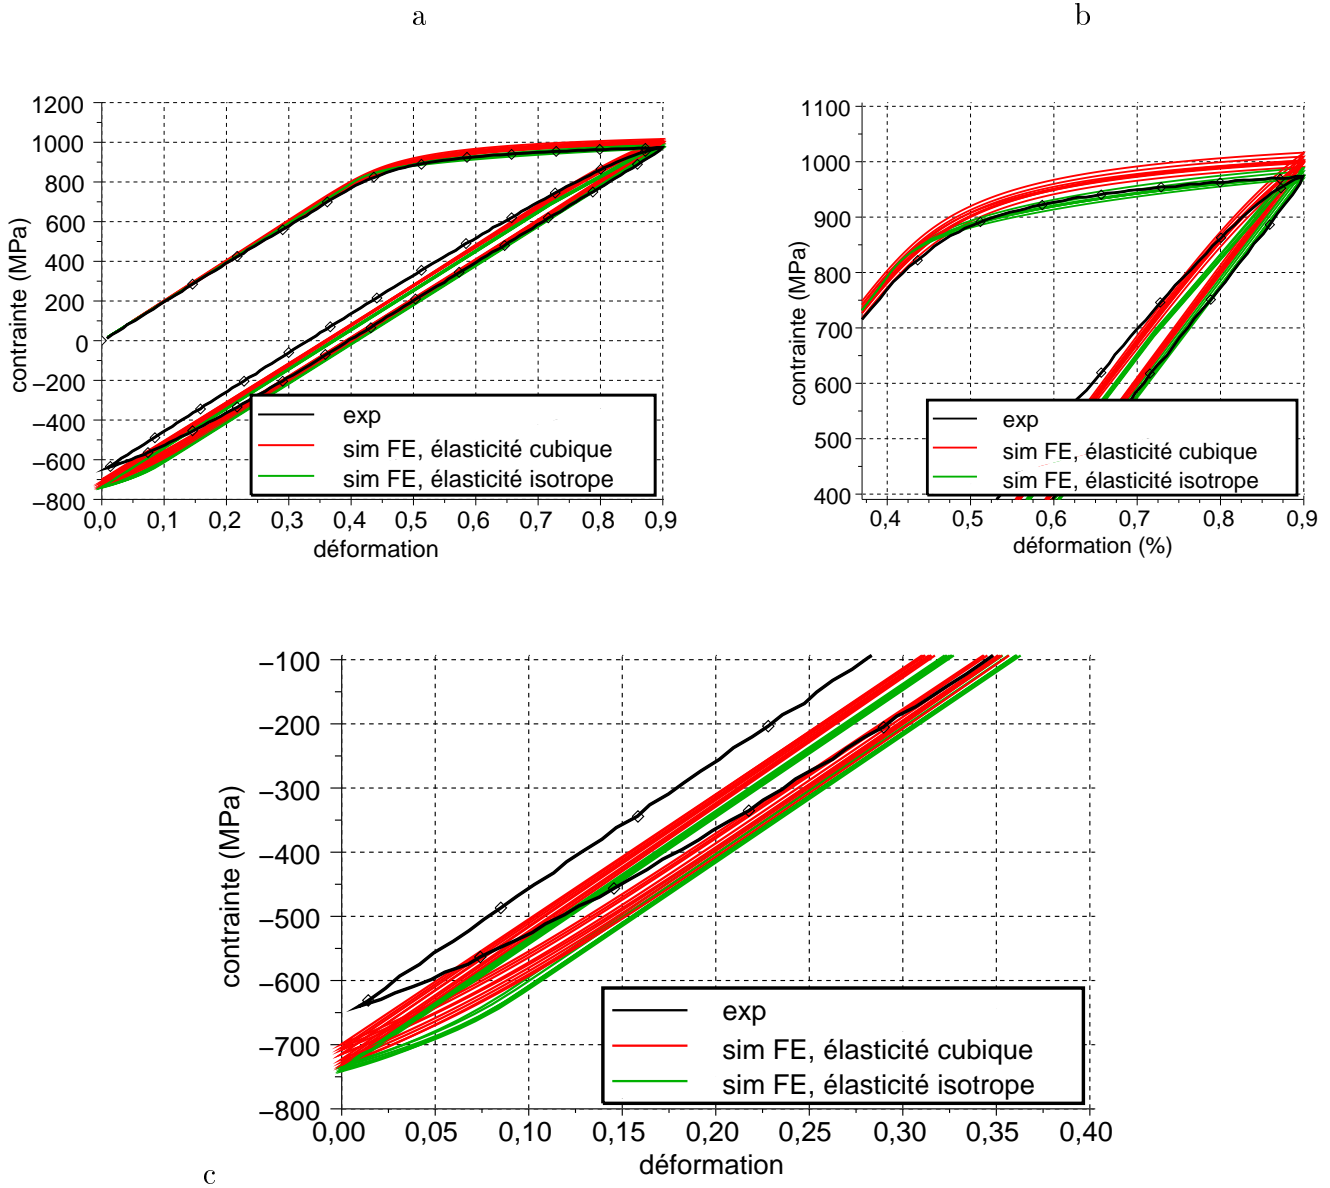 a
b
1200
1000
800
600
400
200
0
−200
−400
−600
−800
contrainte (MPa)
0,0 0,1 0,2 0,3 0,4 0,5 0,6 0,7 0,8 0,9
déformation
exp
sim FE, élasticité cubique
sim FE, élasticité isotrope
1100
1000
900
800
700
600
500
400
contrainte (MPa)
0,4 0,5 0,6 0,7 0,8 0,9
déformation (%)
exp
sim FE, élasticité cubique
sim FE, élasticité isotrope
−100
−200
−300
−400
−500
−600
−700
−800
contrainte (MPa)
0,00 0,05 0,10 0,15 0,20 0,25 0,30 0,35 0,40
déformation
exp
sim FE, élasticité cubique
sim FE, élasticité isotrope
c